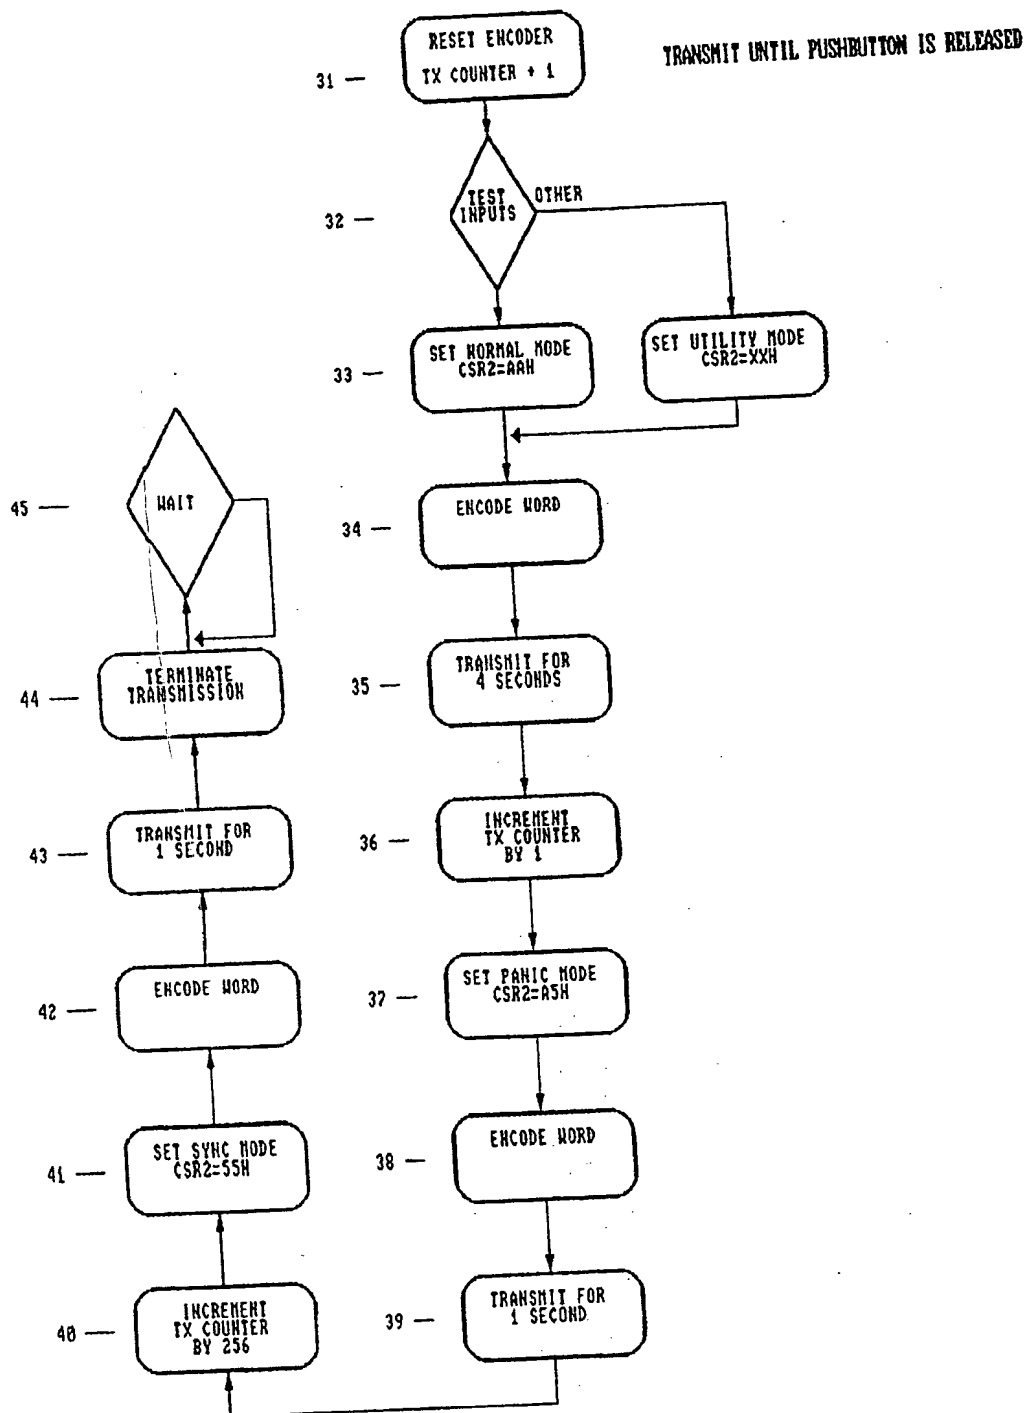 TRANSMIT UNTIL PUSHBUTTON IS RELEASED
31 —
RESET ENCODER
TX COUNTER + 1
32 —
TEST
INPUTS
OTHER
33 —
SET NORMAL MODE
CSR2=AAH
SET UTILITY MODE
CSR2=XXH
34 —
ENCODE WORD
35 —
TRANSMIT FOR
4 SECONDS
36 —
INCREMENT
TX COUNTER
BY 1
37 —
SET PANIC MODE
CSR2=A5H
38 —
ENCODE WORD
39 —
TRANSMIT FOR
1 SECOND
40 —
INCREMENT
TX COUNTER
BY 256
41 —
SET SYNC MODE
CSR2=55H
42 —
ENCODE WORD
43 —
TRANSMIT FOR
1 SECOND
44 —
TERMINATE
TRANSMISSION
45 —
WAIT